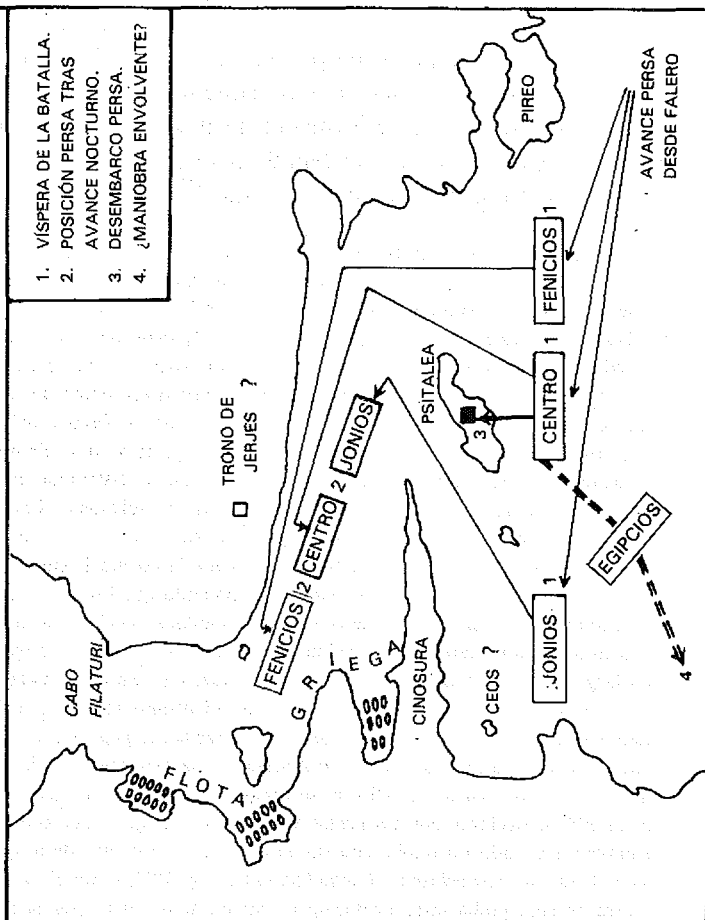 1. VÍSPERA DE LA BATALLA.
2. POSICIÓN PERSA TRAS
AVANCE NOCTURNO.
3. DESEMBARCO PERSA.
4. ¿MANIOBRA ENVOLVENTE?
CABO
FILATURI
TRONO DE
JERJES ?
PIREO
FLOTA
GRIEGA
FENICIOS 2
CENTRO 2
JONIOS
CINOSURA
PSITALEA
3
CEOS ?
JONIOS 1
CENTRO 1
FENICIOS 1
EGIPCIOS
4
AVANCE PERSA
DESDE FALERO